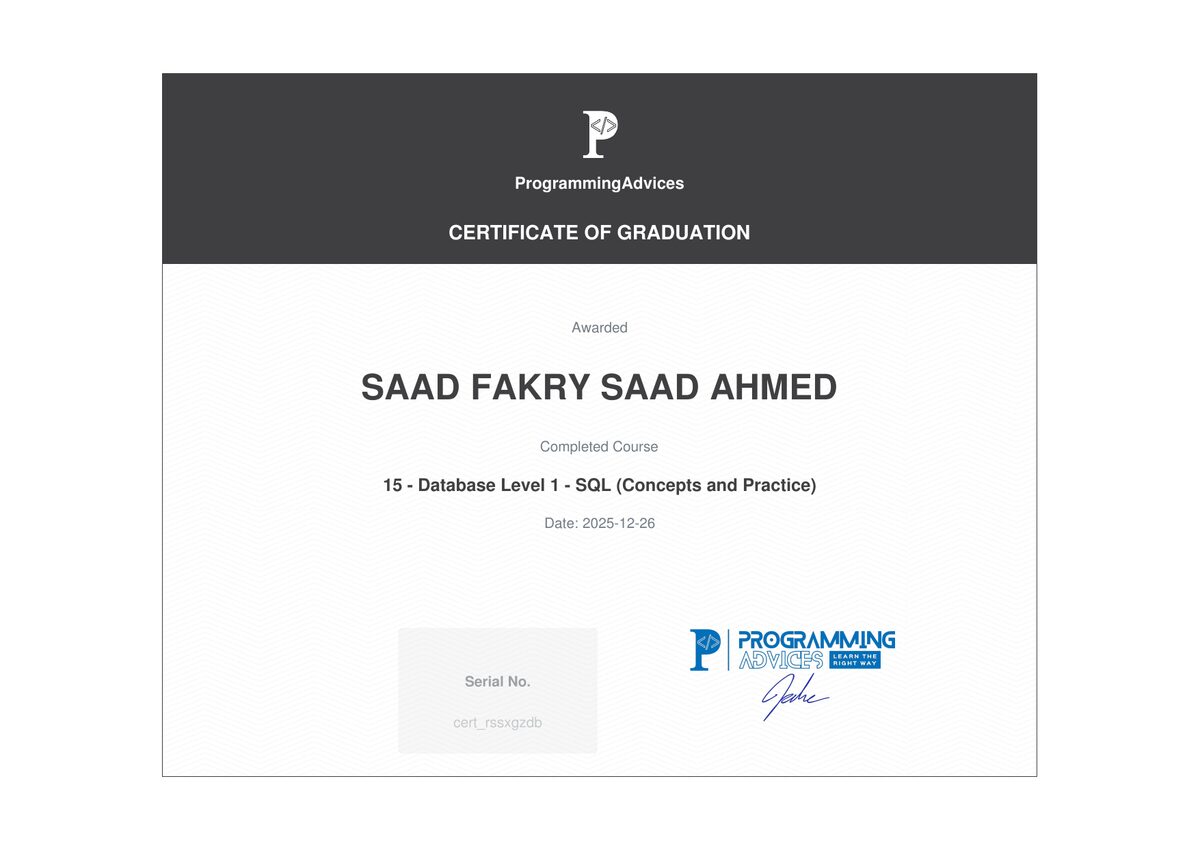 ProgrammingAdvices
CERTIFICATE OF GRADUATION
Awarded
SAAD FAKRY SAAD AHMED
Completed Course
15 - Database Level 1 - SQL (Concepts and Practice)
Date: 2025-12-26
Serial No.
cert_rssxgzdb
PROGRAMMING
ADVICES
LEARN THE
RIGHT WAY